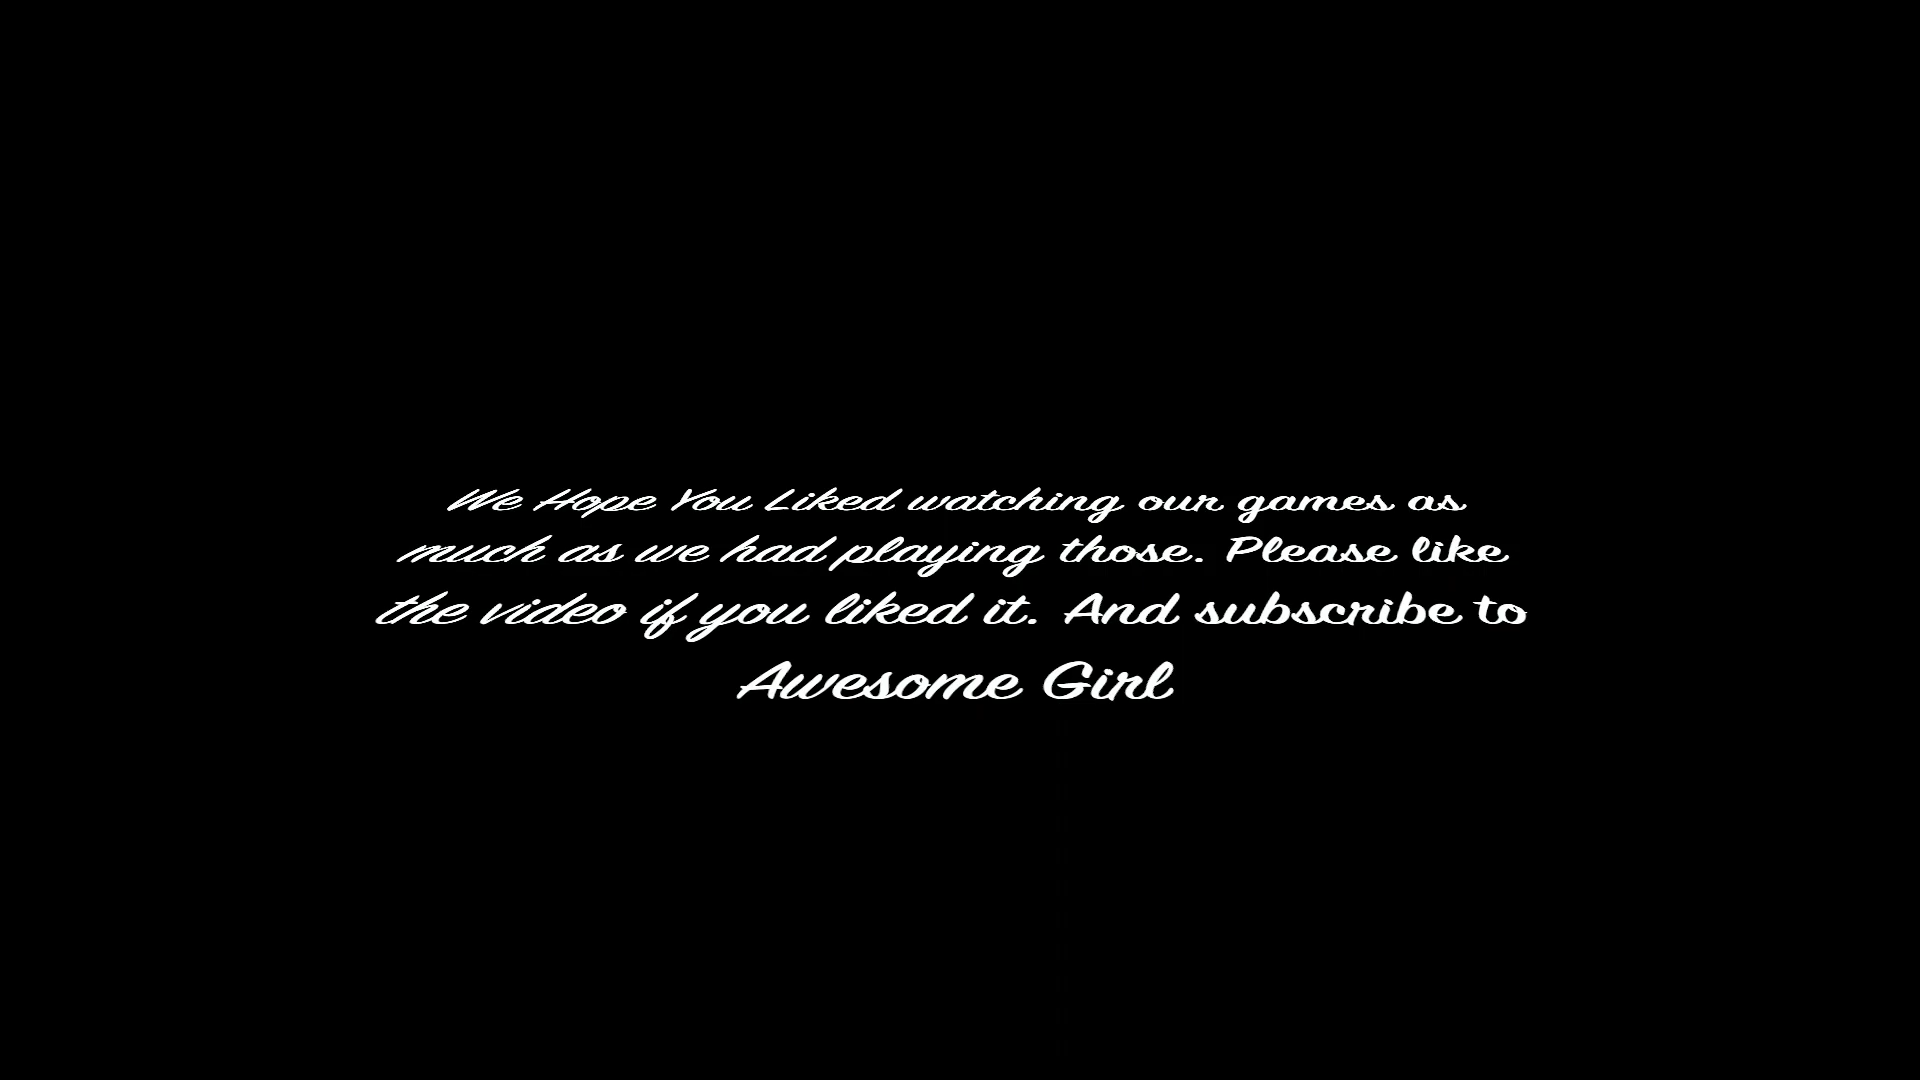 We Hope You Liked watching our games as
much as we had playing those. Please like
the video if you liked it. And subscribe to
Awesome Girl